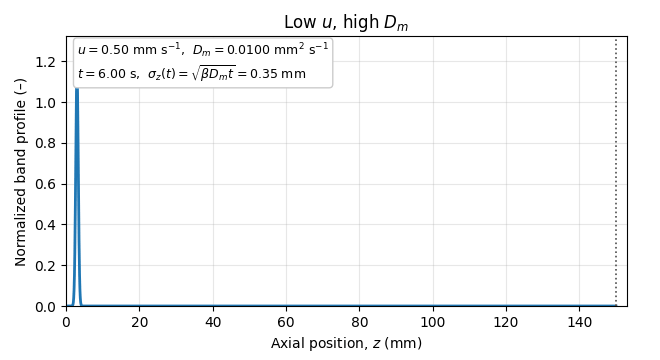 Low u, high Dₘ
u = 0.50 mm s⁻¹, Dₘ = 0.0100 mm² s⁻¹
t = 6.00 s, σ_z(t) = √(βDₘt) = 0.35 mm
Normalized band profile (–)
1.2
1.0
0.8
0.6
0.4
0.2
0.0
0 20 40 60 80 100 120 140
Axial position, z (mm)